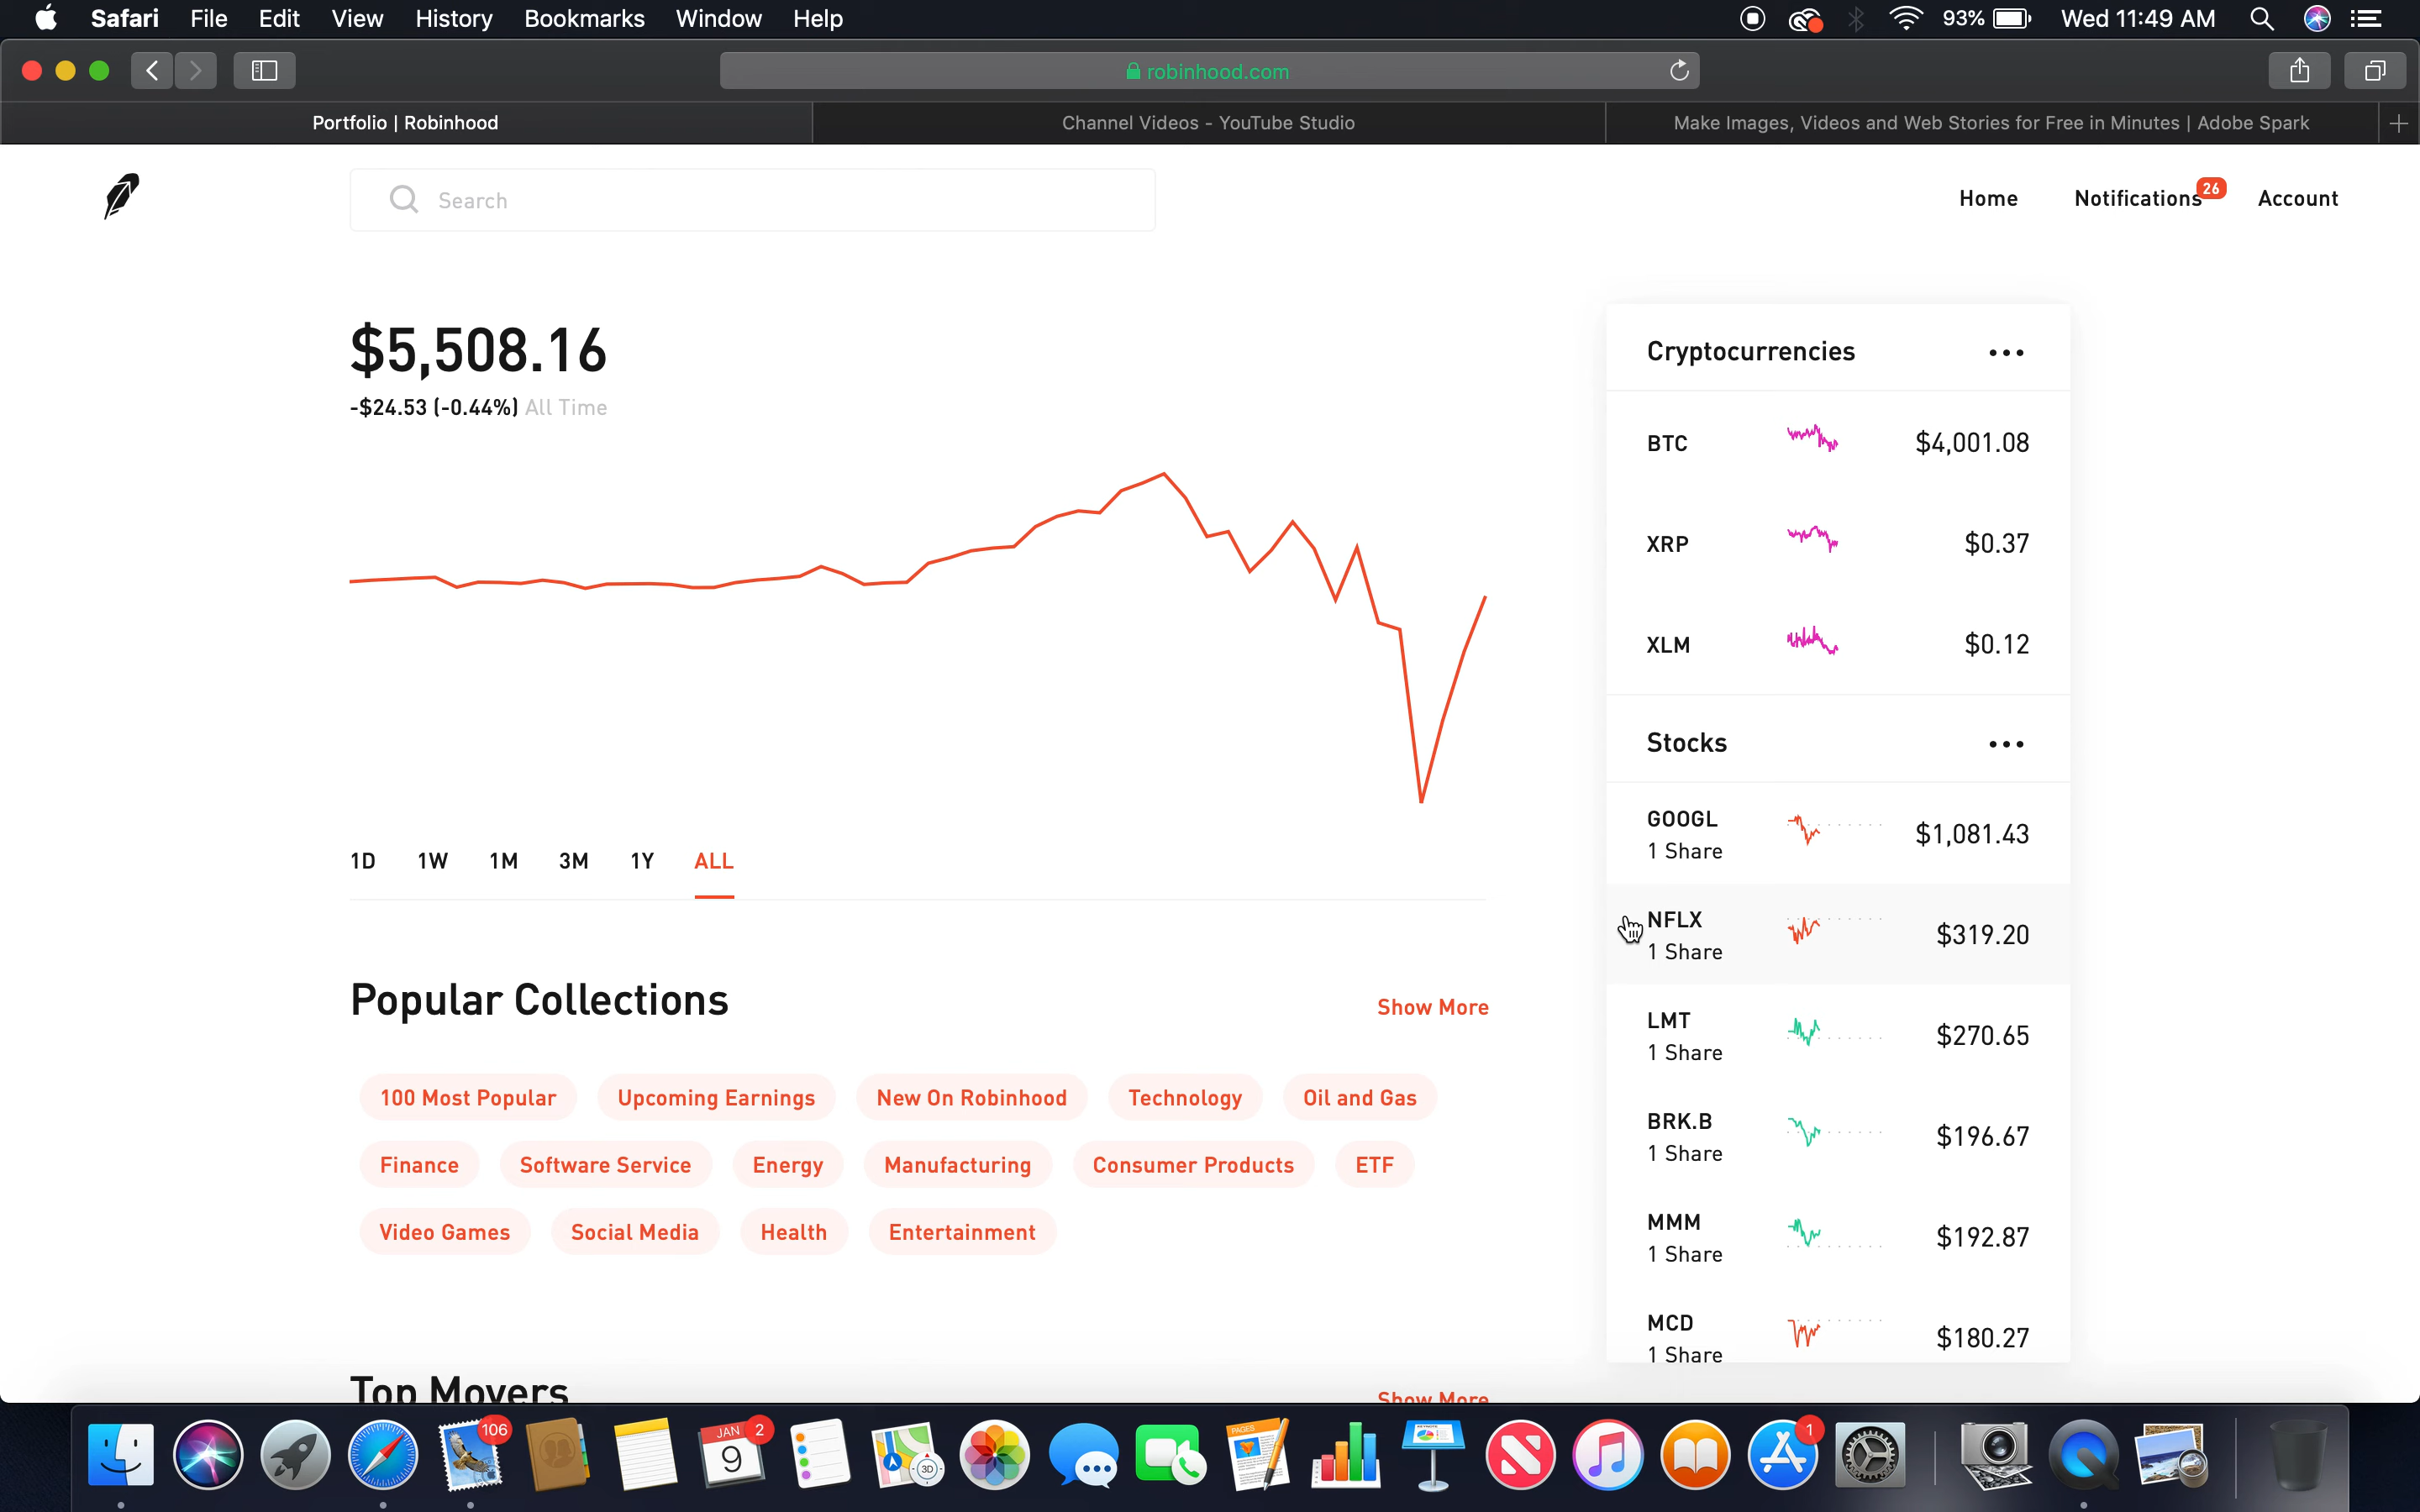 Safari File Edit View History Bookmarks Window Help 93% Wed 11:49 AM
robinhood.com
Portfolio | Robinhood Channel Videos - YouTube Studio Make Images, Videos and Web Stories for Free in Minutes | Adobe Spark
Search Home Notifications 26 Account
$5,508.16
-$24.53 (-0.44%) All Time
1D 1W 1M 3M 1Y ALL
Popular Collections Show More
100 Most Popular Upcoming Earnings New On Robinhood Technology Oil and Gas
Finance Software Service Energy Manufacturing Consumer Products ETF
Video Games Social Media Health Entertainment
Top Movers Show More
Cryptocurrencies
BTC $4,001.08
XRP $0.37
XLM $0.12
Stocks
GOOGL $1,081.43
1 Share
NFLX $319.20
1 Share
LMT $270.65
1 Share
BRK.B $196.67
1 Share
MMM $192.87
1 Share
MCD $180.27
1 Share
106 JAN 9 2 3D PAGES 1